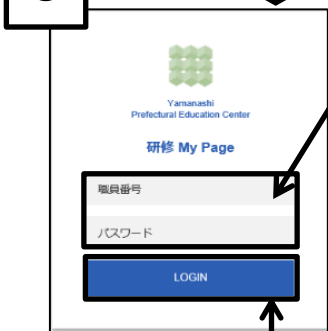 Yamanashi
Prefectural Education Center
研修 My Page
職員番号
パスワード
LOGIN